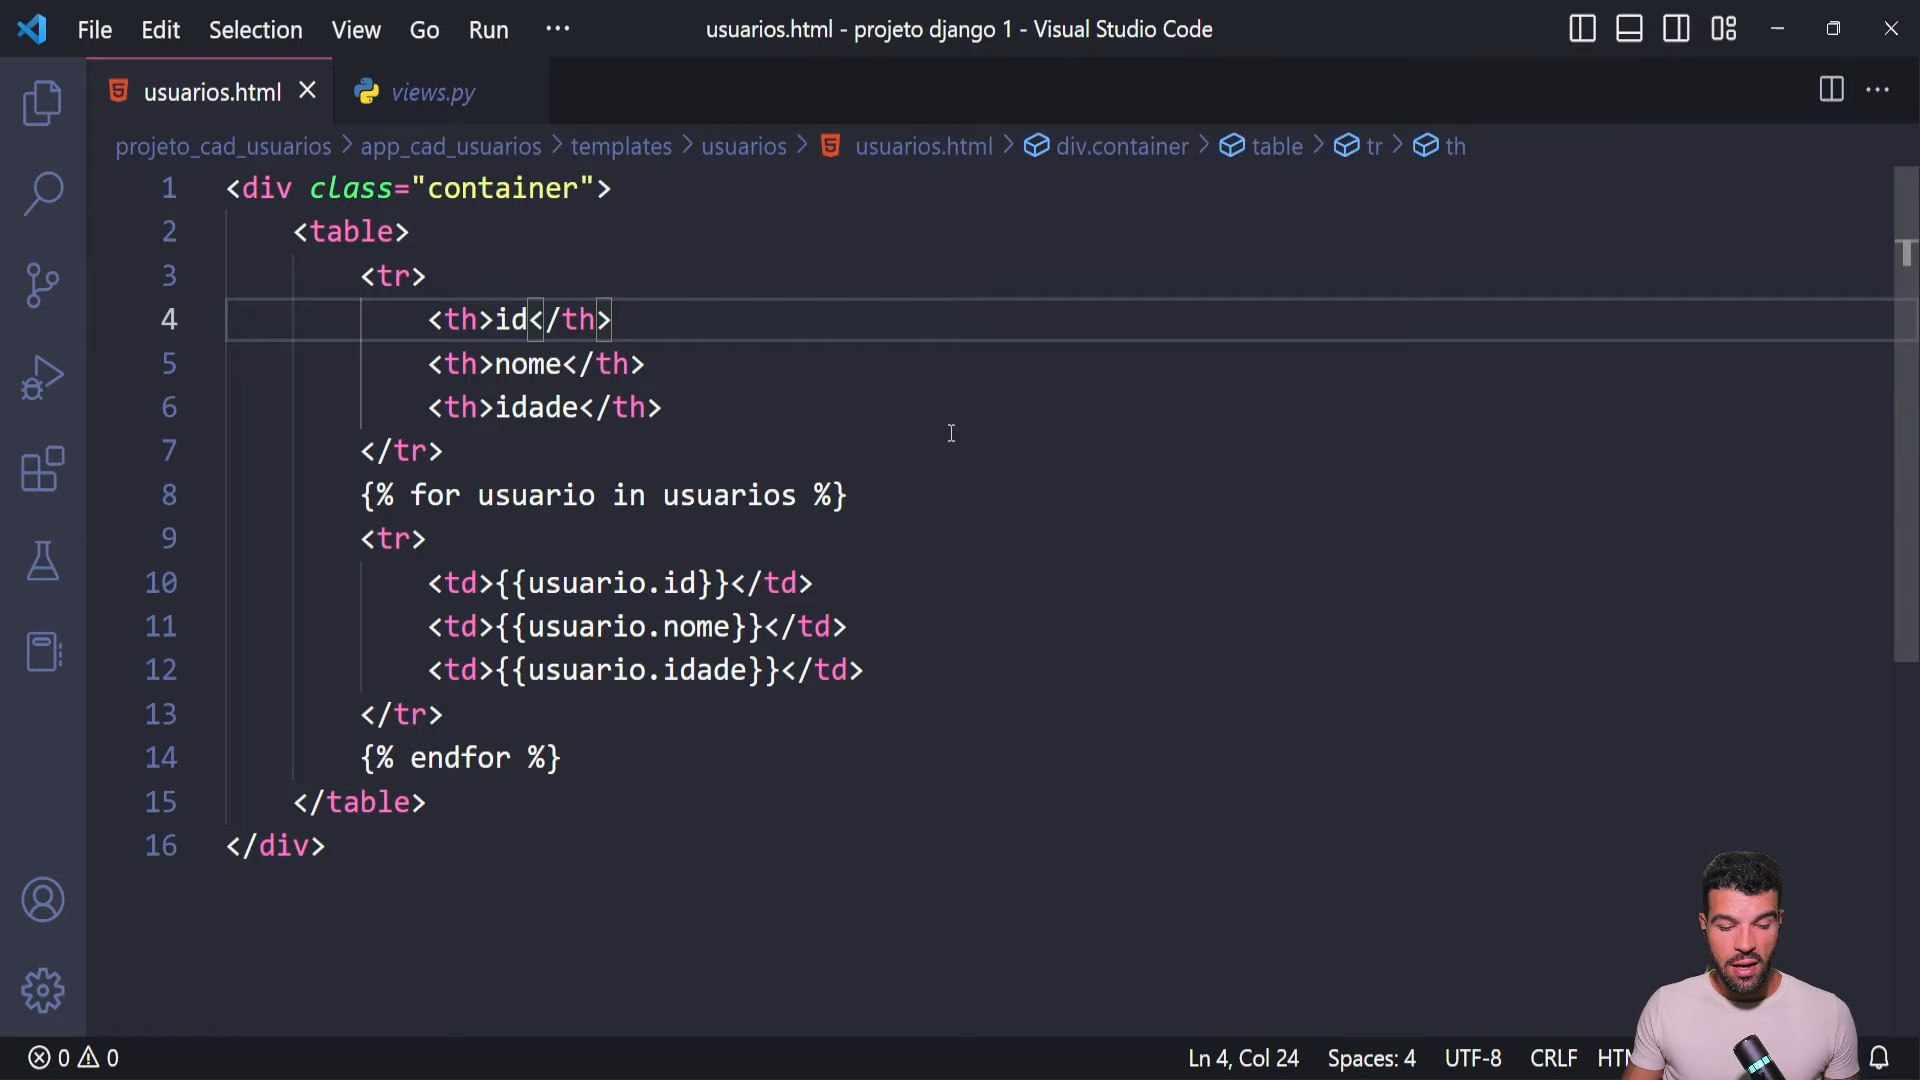 File Edit Selection View Go Run ··· usuarios.html - projeto django 1 - Visual Studio Code
usuarios.html views.py
projeto_cad_usuarios > app_cad_usuarios > templates > usuarios > usuarios.html > div.container > table > tr > th
1 <div class="container">
2 <table>
3 <tr>
4 <th>id</th>
5 <th>nome</th>
6 <th>idade</th>
7 </tr>
8 {% for usuario in usuarios %}
9 <tr>
10 <td>{{usuario.id}}</td>
11 <td>{{usuario.nome}}</td>
12 <td>{{usuario.idade}}</td>
13 </tr>
14 {% endfor %}
15 </table>
16 </div>
0 0 Ln 4, Col 24 Spaces: 4 UTF-8 CRLF